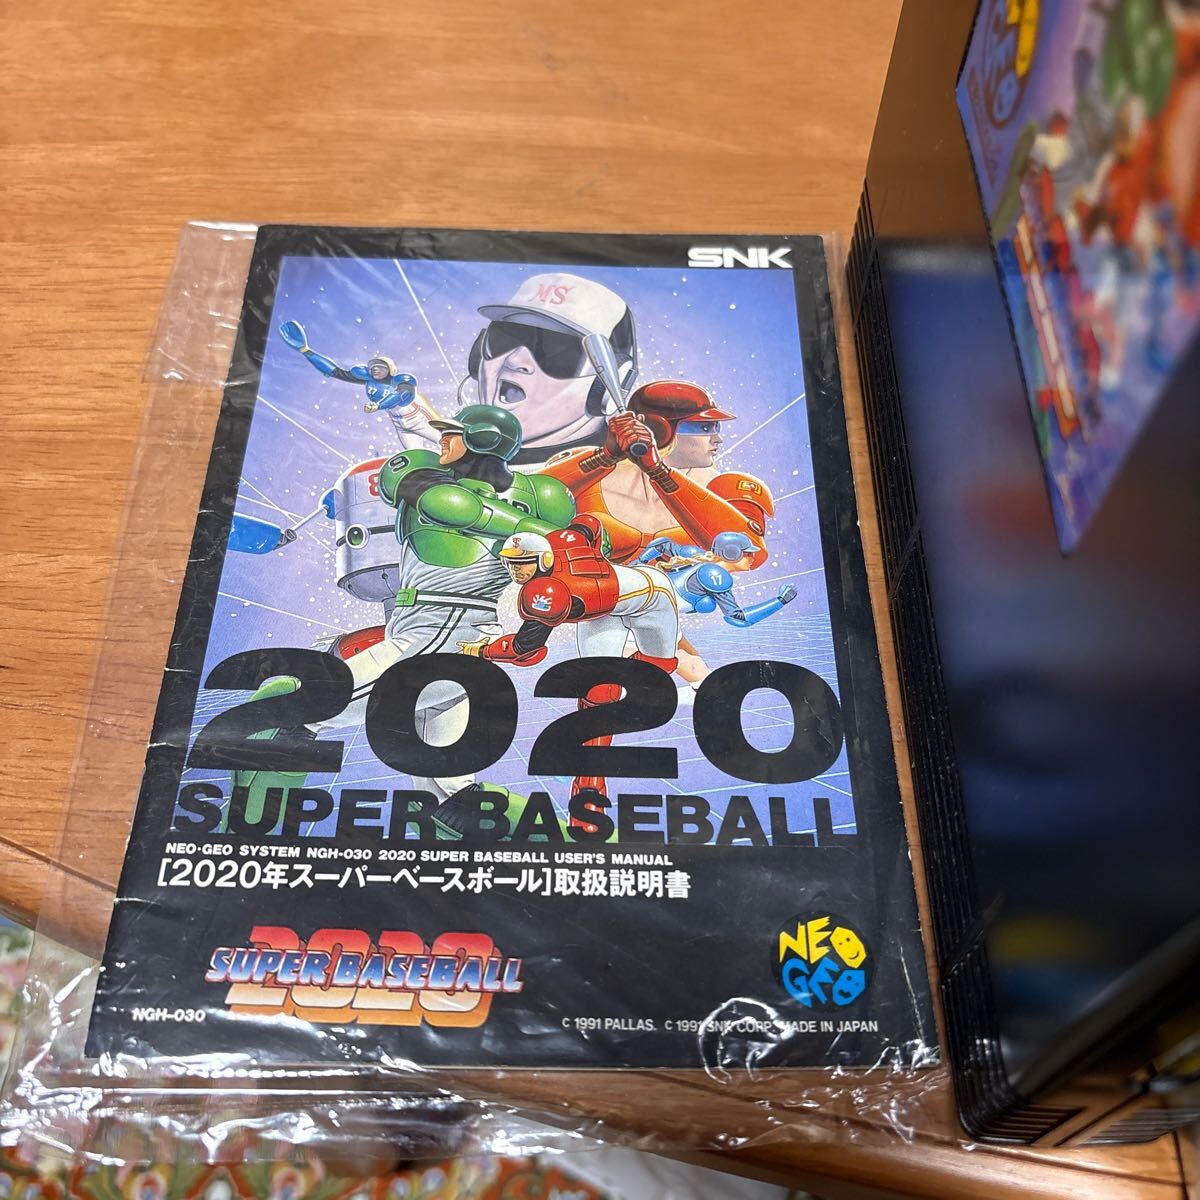 SNK
MS
2020
SUPER BASEBALL
NEO·GEO SYSTEM NGH-030 2020 SUPER BASEBALL USER'S MANUAL
[2020年スーパーベースボール]取扱説明書
2020
SUPER BASEBALL
NEO
GEO
NGH-030
C 1991 PALLAS. C 1991 SNK CORP. MADE IN JAPAN